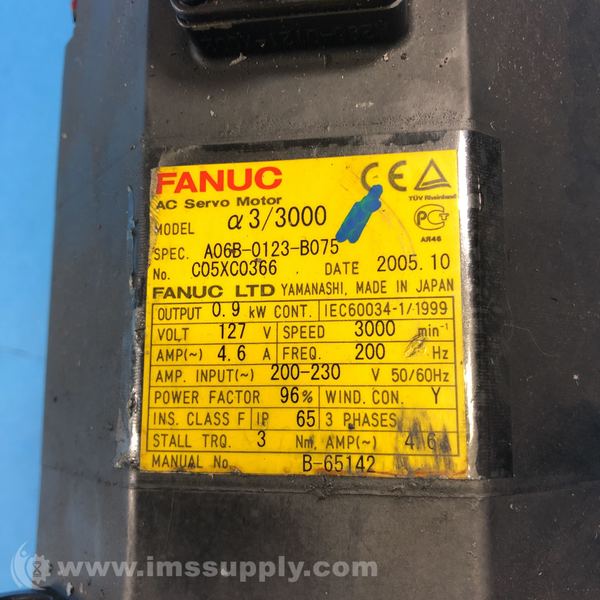 FANUC
AC Servo Motor
CE
TÜV Rheinland
MODEL α3/3000
SPEC. A06B-0123-B075
AR46
No. C05XC0366 DATE 2005.10
FANUC LTD YAMANASHI, MADE IN JAPAN
OUTPUT 0.9 kW CONT. IEC60034-1/1999
VOLT 127 V SPEED 3000 min-1
AMP(~) 4.6 A FREQ. 200 Hz
AMP. INPUT(~) 200-230 V 50/60Hz
POWER FACTOR 96% WIND. CON. Y
INS. CLASS F IP 65 3 PHASES
STALL TRQ. 3 Nm, AMP(~) 4.6
MANUAL No. B-65142
www.imssupply.com